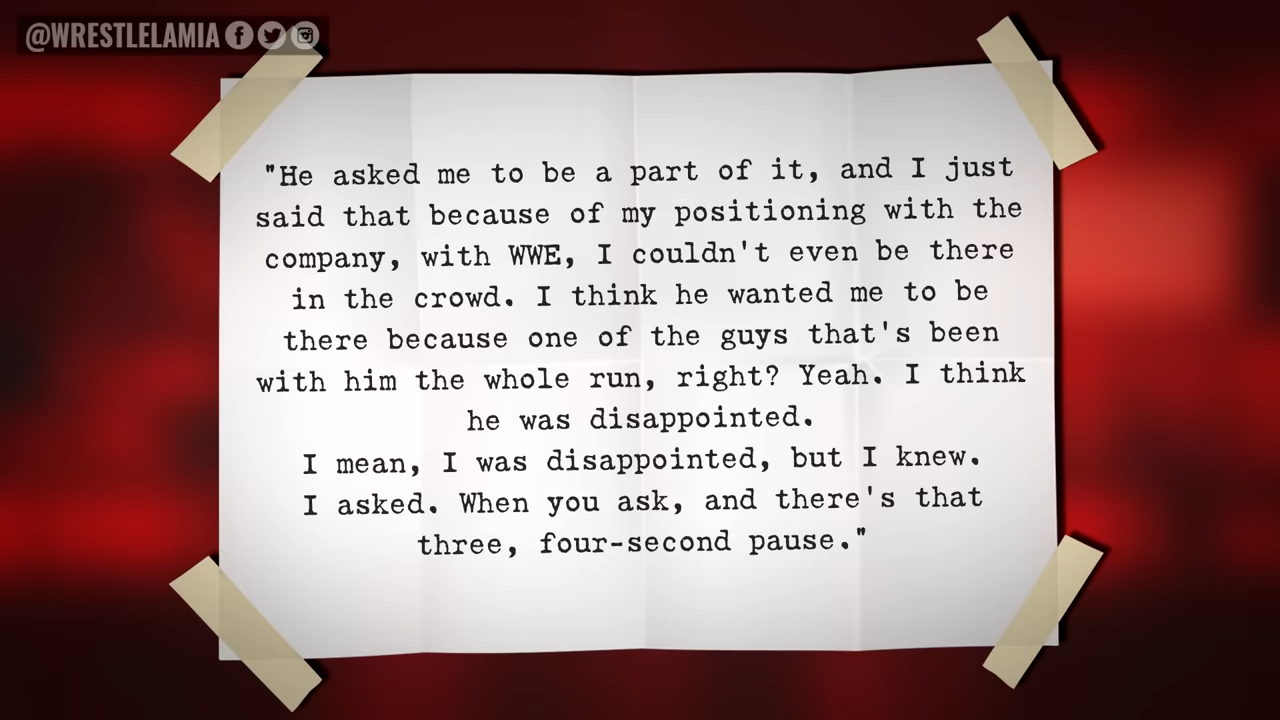 @WRESTLELAMIA
"He asked me to be a part of it, and I just
said that because of my positioning with the
company, with WWE, I couldn't even be there
in the crowd. I think he wanted me to be
there because one of the guys that's been
with him the whole run, right? Yeah. I think
he was disappointed.
I mean, I was disappointed, but I knew.
I asked. When you ask, and there's that
three, four-second pause."